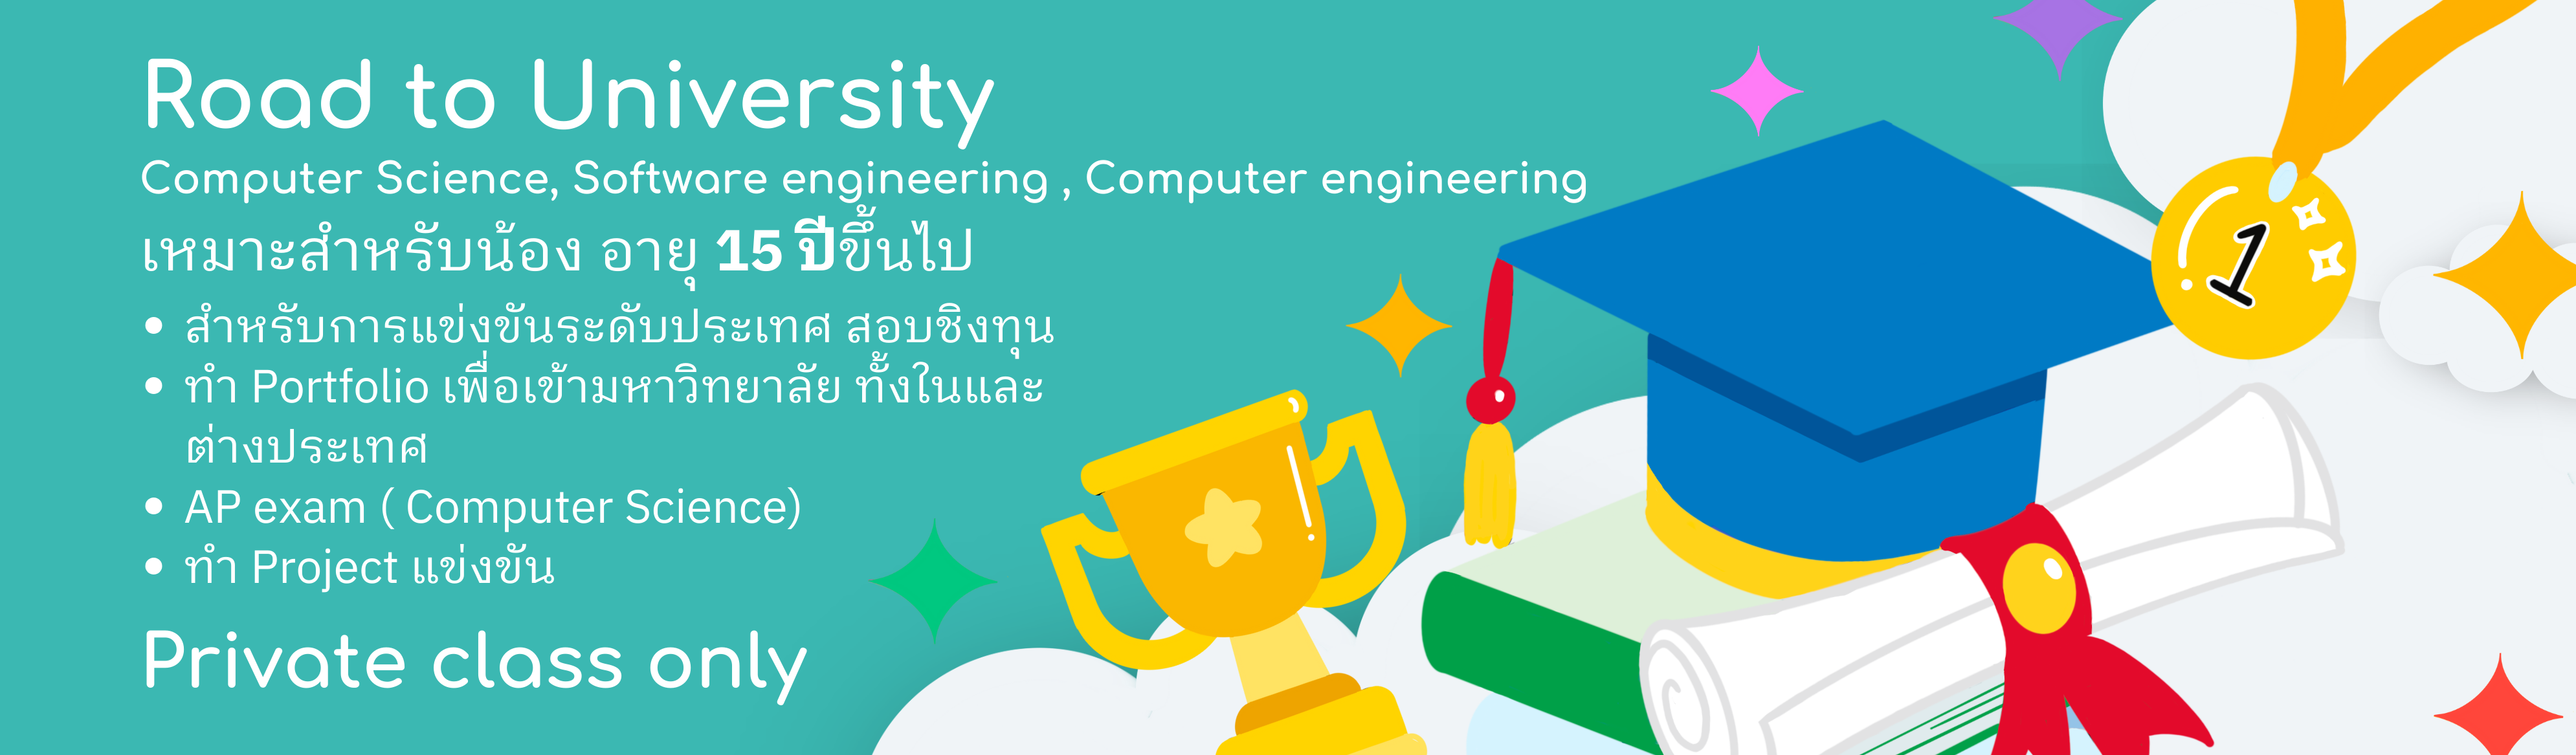 Road to University
Computer Science, Software engineering , Computer engineering
เหมาะสำหรับน้อง อายุ 15 ปีขึ้นไป
• สำหรับการแข่งขันระดับประเทศ สอบชิงทุน
• ทำ Portfolio เพื่อเข้ามหาวิทยาลัย ทั้งในและ
ต่างประเทศ
• AP exam ( Computer Science)
• ทำ Project แข่งขัน
Private class only
1